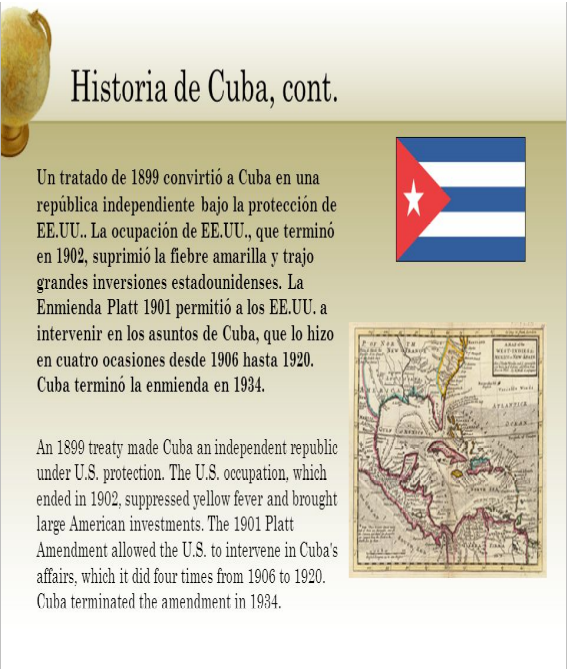 Historia de Cuba, cont.
Un tratado de 1899 convirtió a Cuba en una
república independiente bajo la protección de
EE.UU.. La ocupación de EE.UU., que terminó
en 1902, suprimió la fiebre amarilla y trajo
grandes inversiones estadounidenses. La
Enmienda Platt 1901 permitió a los EE.UU. a
intervenir en los asuntos de Cuba, que lo hizo
en cuatro ocasiones desde 1906 hasta 1920.
Cuba terminó la enmienda en 1934.
An 1899 treaty made Cuba an independent republic
under U.S. protection. The U.S. occupation, which
ended in 1902, suppressed yellow fever and brought
large American investments. The 1901 Platt
Amendment allowed the U.S. to intervene in Cuba's
affairs, which it did four times from 1906 to 1920.
Cuba terminated the amendment in 1934.